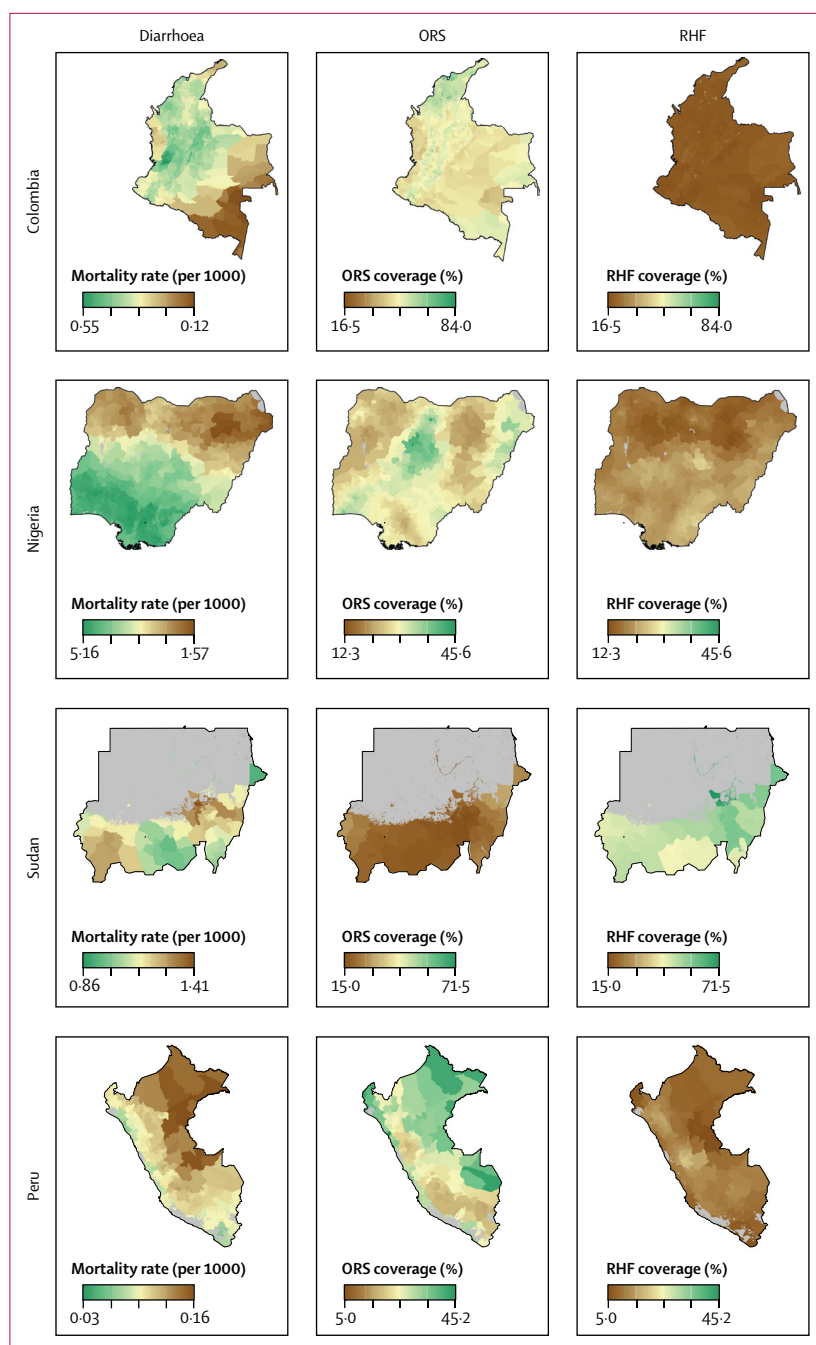 Diarrhoea ORS RHF
Colombia
Mortality rate (per 1000) ORS coverage (%) RHF coverage (%)
0·55 0·12 16·5 84·0 16·5 84·0
Nigeria
Mortality rate (per 1000) ORS coverage (%) RHF coverage (%)
5·16 1·57 12·3 45·6 12·3 45·6
Sudan
Mortality rate (per 1000) ORS coverage (%) RHF coverage (%)
0·86 1·41 15·0 71·5 15·0 71·5
Peru
Mortality rate (per 1000) ORS coverage (%) RHF coverage (%)
0·03 0·16 5·0 45·2 5·0 45·2